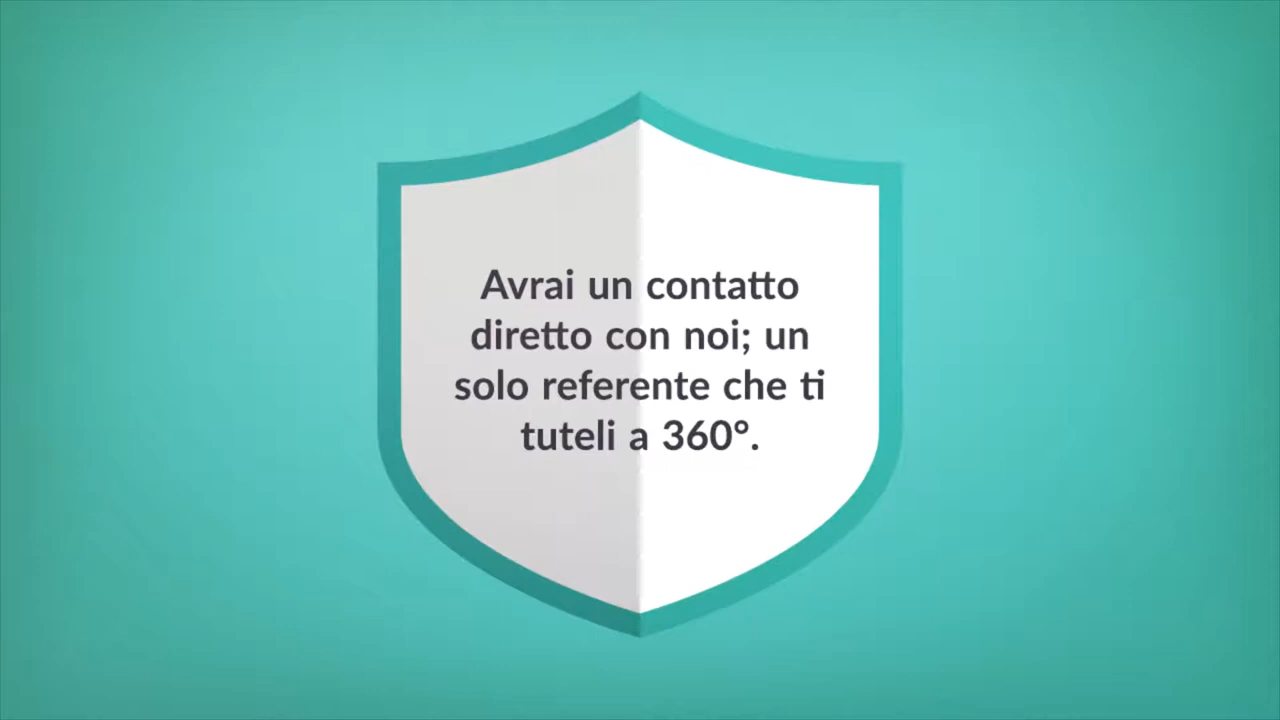 Avrai un contatto
diretto con noi; un
solo referente che ti
tuteli a 360°.